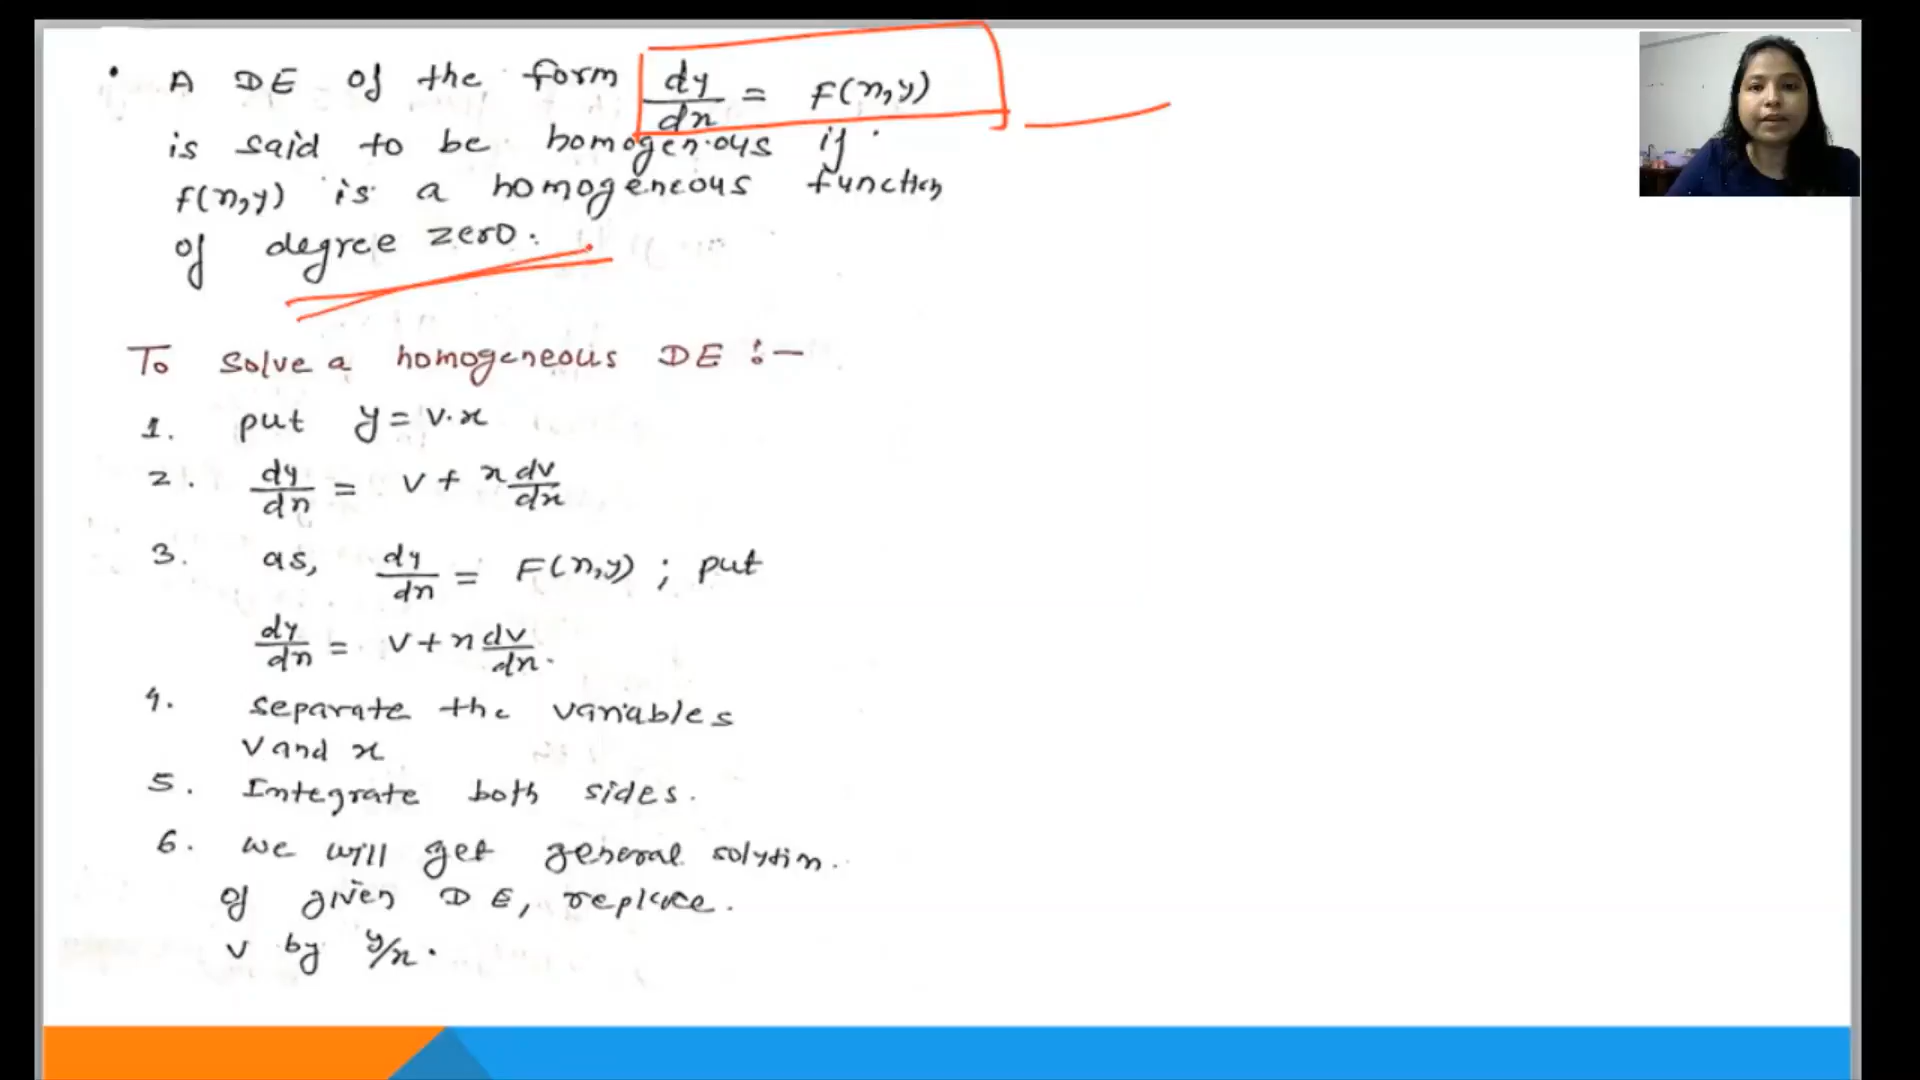 • A DE of the form dy/dx = F(x,y)
is said to be homogenous if
f(x,y) is a homogeneous function
of degree zero.
To solve a homogeneous DE :-
1. put y = v.x
2. dy/dx = v + x dv/dx
3. as, dy/dx = F(x,y) ; put
dy/dx = v + x dv/dx.
4. separate the variables
v and x
5. Integrate both sides.
6. we will get general solution.
of given DE, replace.
v by y/x.